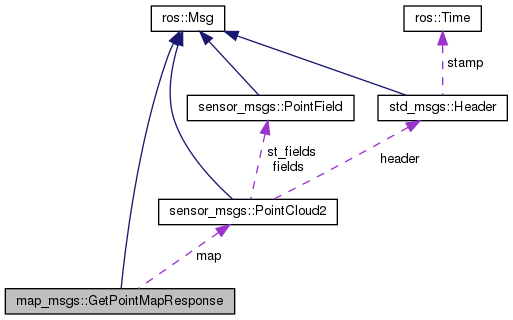 ros::Msg
ros::Time
stamp
sensor_msgs::PointField
std_msgs::Header
st_fields
fields
header
sensor_msgs::PointCloud2
map
map_msgs::GetPointMapResponse